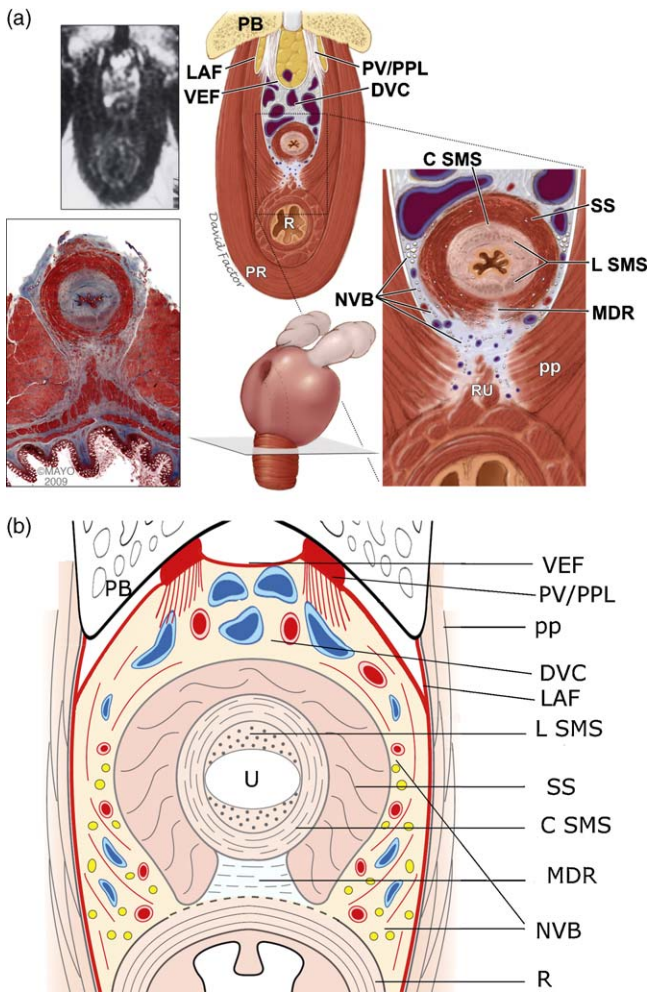 (a)
PB
LAF
PV/PPL
VEF
DVC
C SMS
SS
R
L SMS
David Factor
PR
NVB
MDR
pp
RU
©MAYO
2009
(b)
VEF
PB
PV/PPL
pp
DVC
LAF
L SMS
U
SS
C SMS
MDR
NVB
R